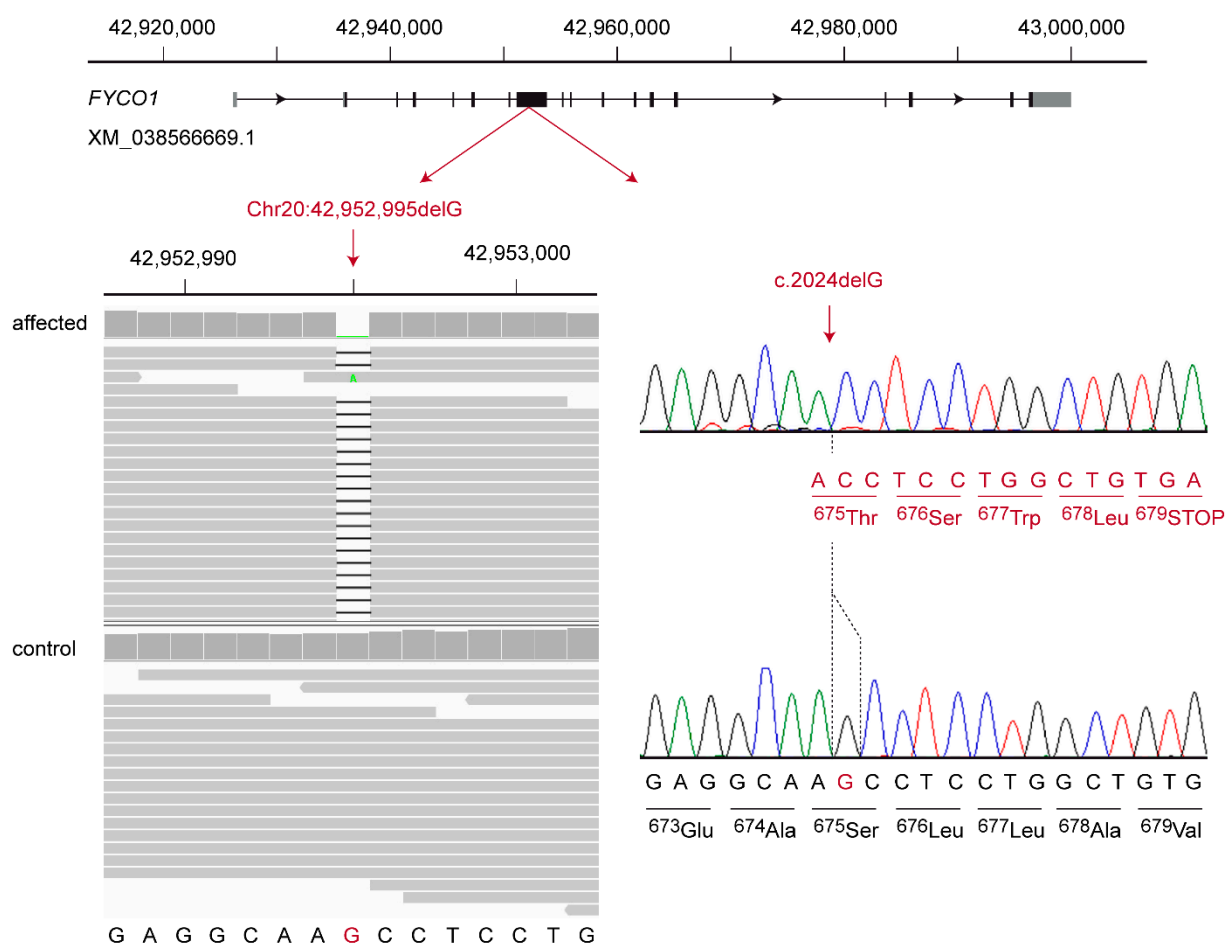 42,920,000 42,940,000 42,960,000 42,980,000 43,000,000
FYCO1
XM_038566669.1
Chr20:42,952,995delG
42,952,990 42,953,000
affected
control
G A G G C A A G C C T C C T G
c.2024delG
A C C T C C T G G C T G T G A
675Thr 676Ser 677Trp 678Leu 679STOP
G A G G C A A G C C T C C T G G C T G T G
673Glu 674Ala 675Ser 676Leu 677Leu 678Ala 679Val